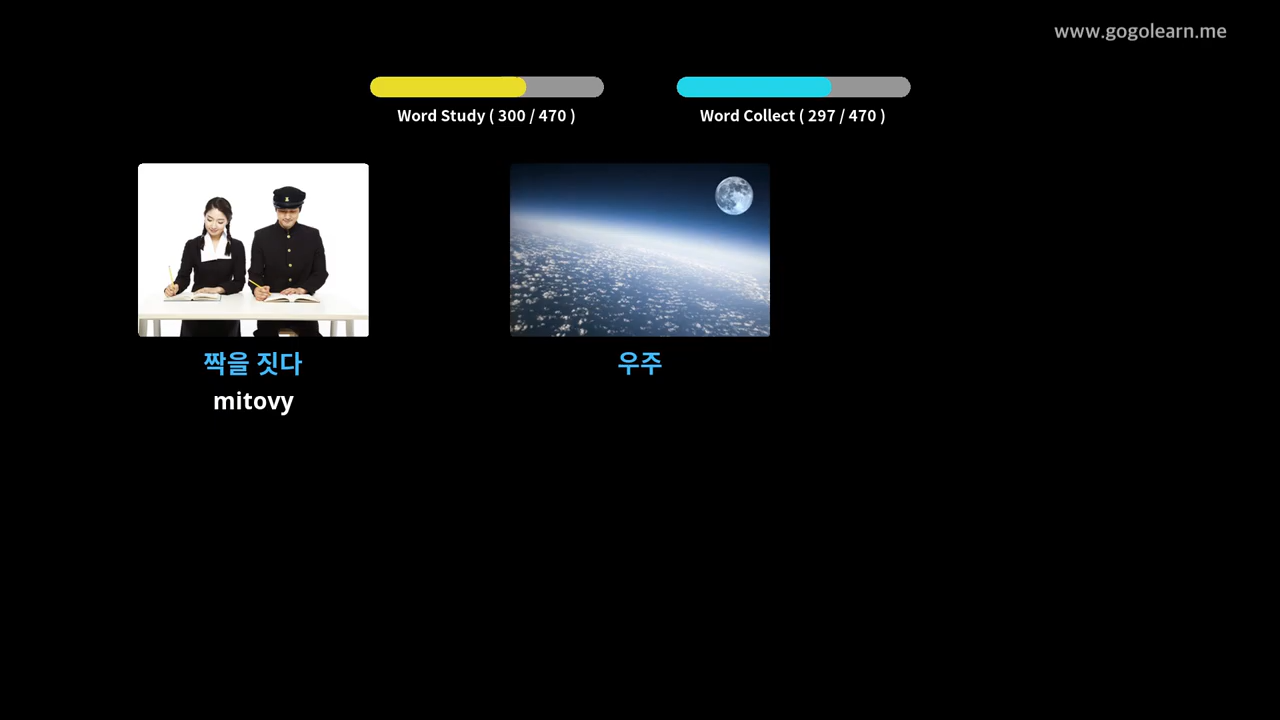 www.gogolearn.me
Word Study ( 300 / 470 )
Word Collect ( 297 / 470 )
짝을 짓다
mitovy
우주